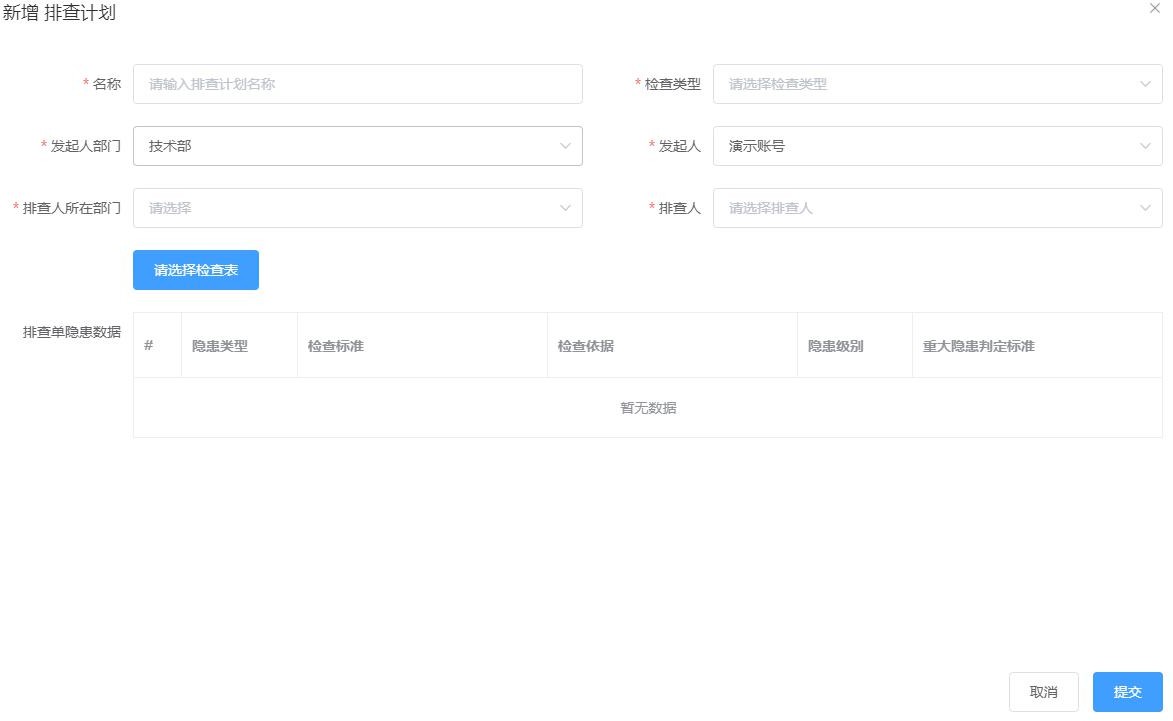 新增 排查计划
* 名称 请输入排查计划名称 * 检查类型 请选择检查类型
* 发起人部门 技术部 * 发起人 演示账号
* 排查人所在部门 请选择 * 排查人 请选择排查人
请选择检查表
排查单隐患数据 # 隐患类型 检查标准 检查依据 隐患级别 重大隐患判定标准
暂无数据
取消 提交